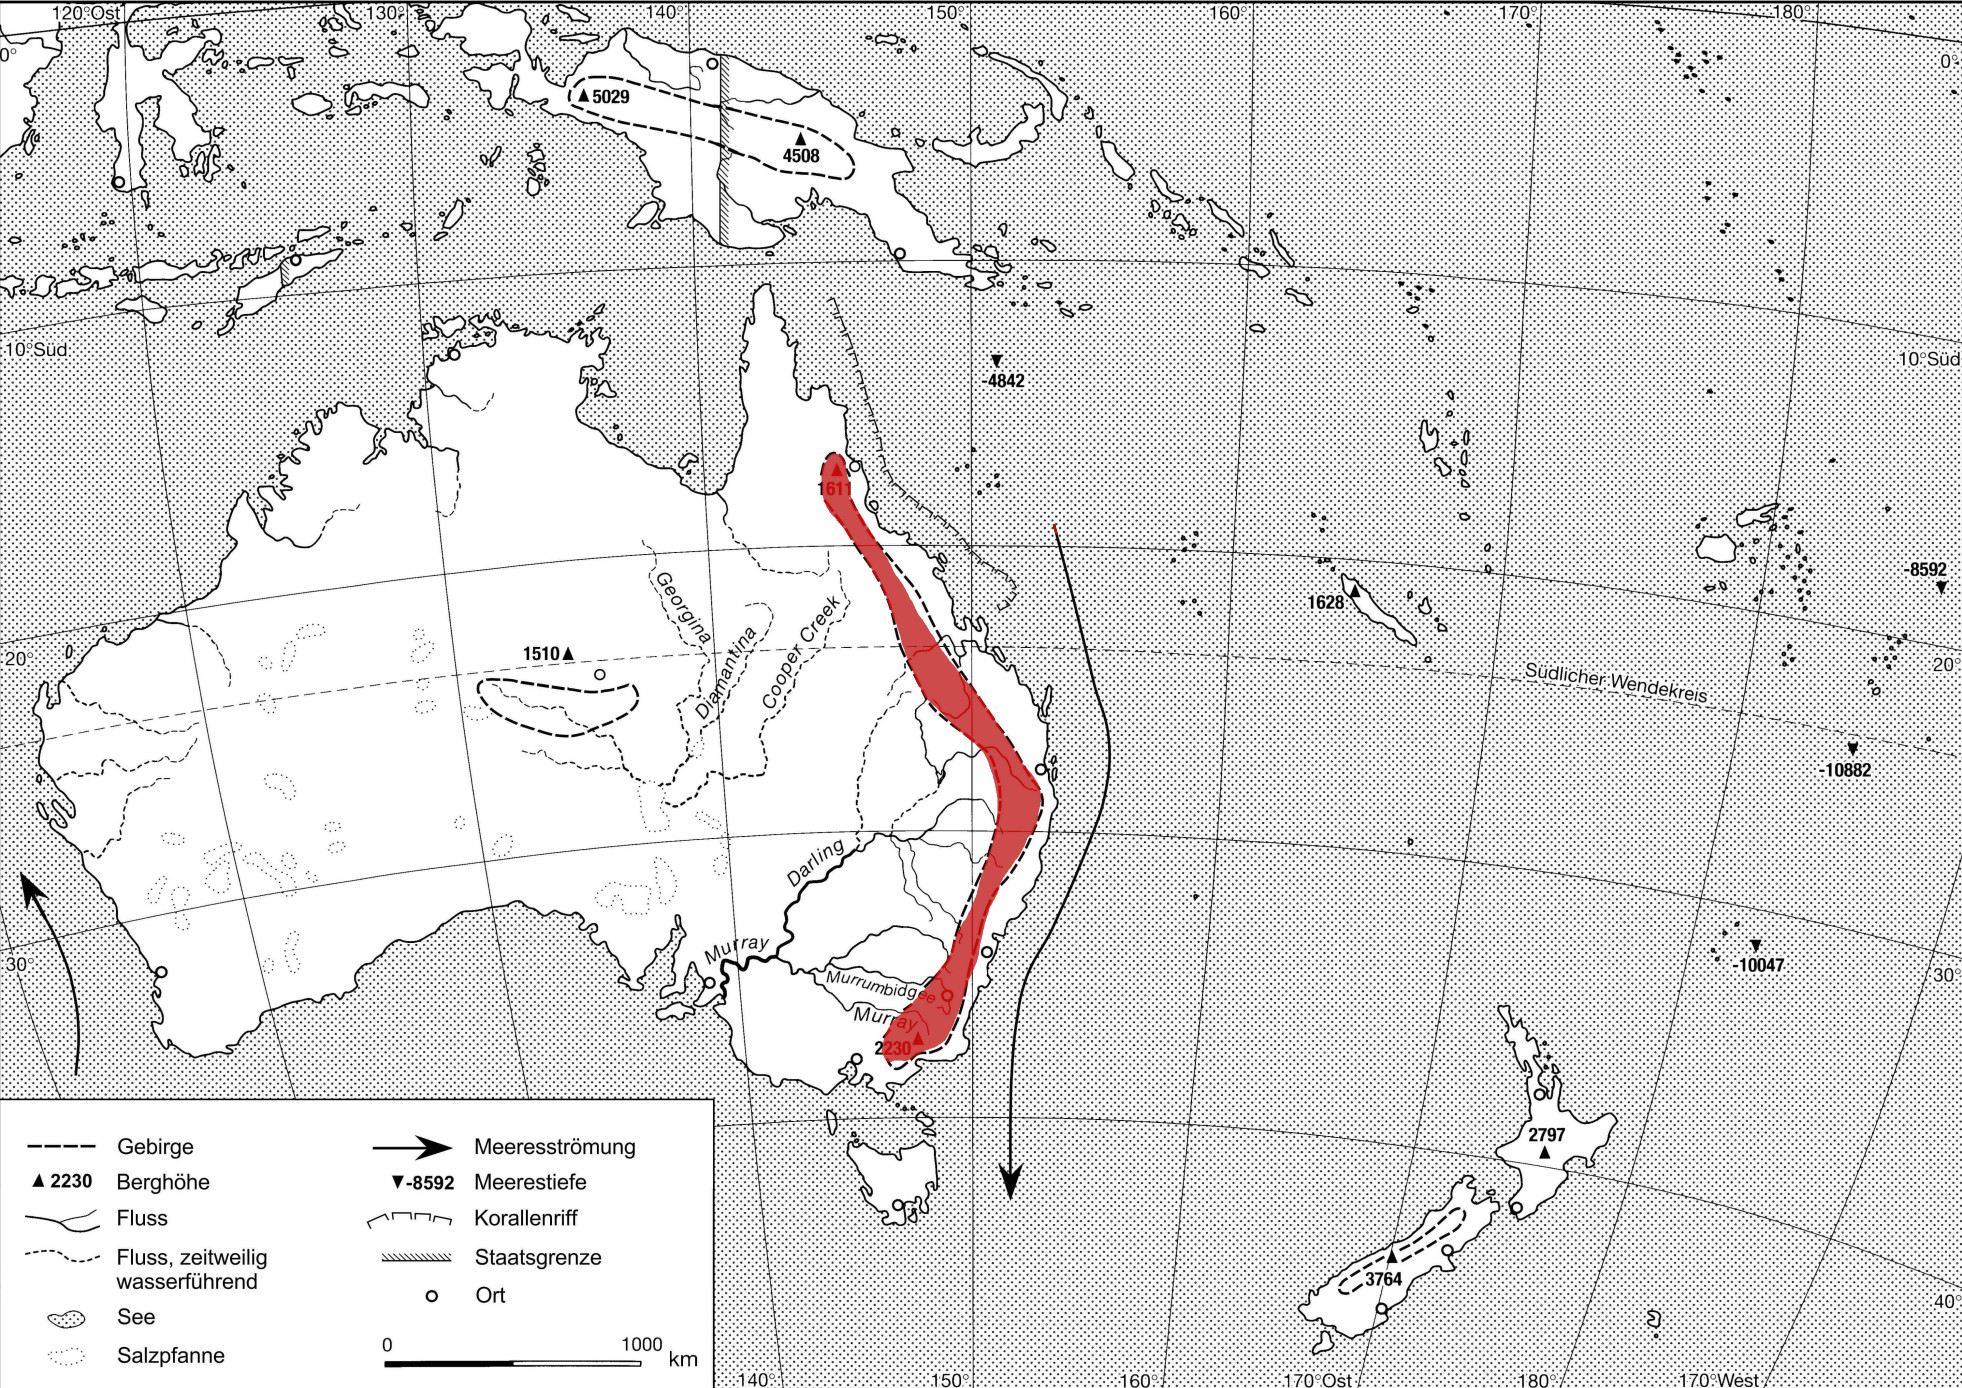 120°Ost
130°
140°
150°
160°
170°
180°
0°
0°
5029
4508
10°Süd
10°Süd
-4842
1611
-8592
1628
Georgina
Diamantina
Cooper Creek
1510
20°
20°
Südlicher Wendekreis
-10882
Darling
Murray
Murrumbidgee
Murray
2230
30°
30°
-10047
2797
3764
40°
Gebirge
2230 Berghöhe
Fluss
Fluss, zeitweilig
wasserführend
See
Salzpfanne
Meeresströmung
-8592 Meerestiefe
Korallenriff
Staatsgrenze
Ort
0 1000 km
140°
150°
160°
170°Ost
180°
170°West